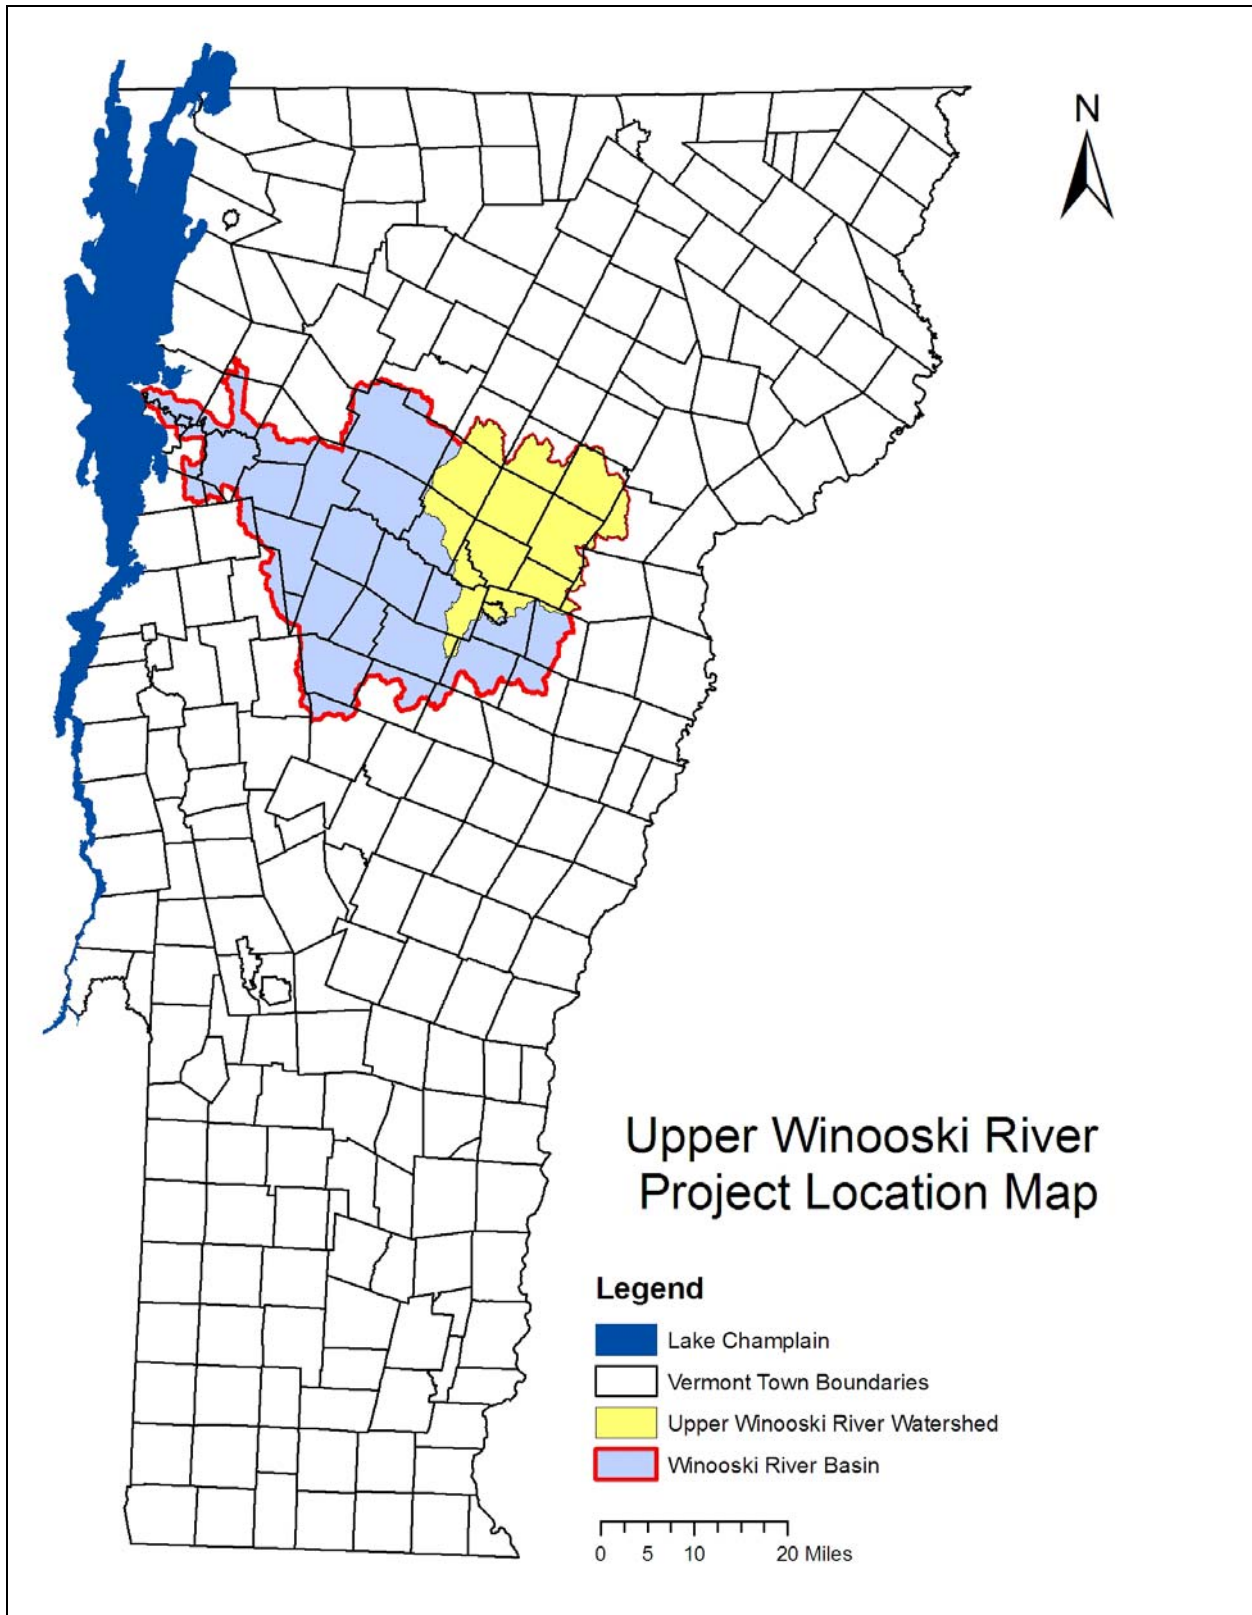 N
Upper Winooski River
Project Location Map
Legend
Lake Champlain
Vermont Town Boundaries
Upper Winooski River Watershed
Winooski River Basin
0 5 10 20 Miles